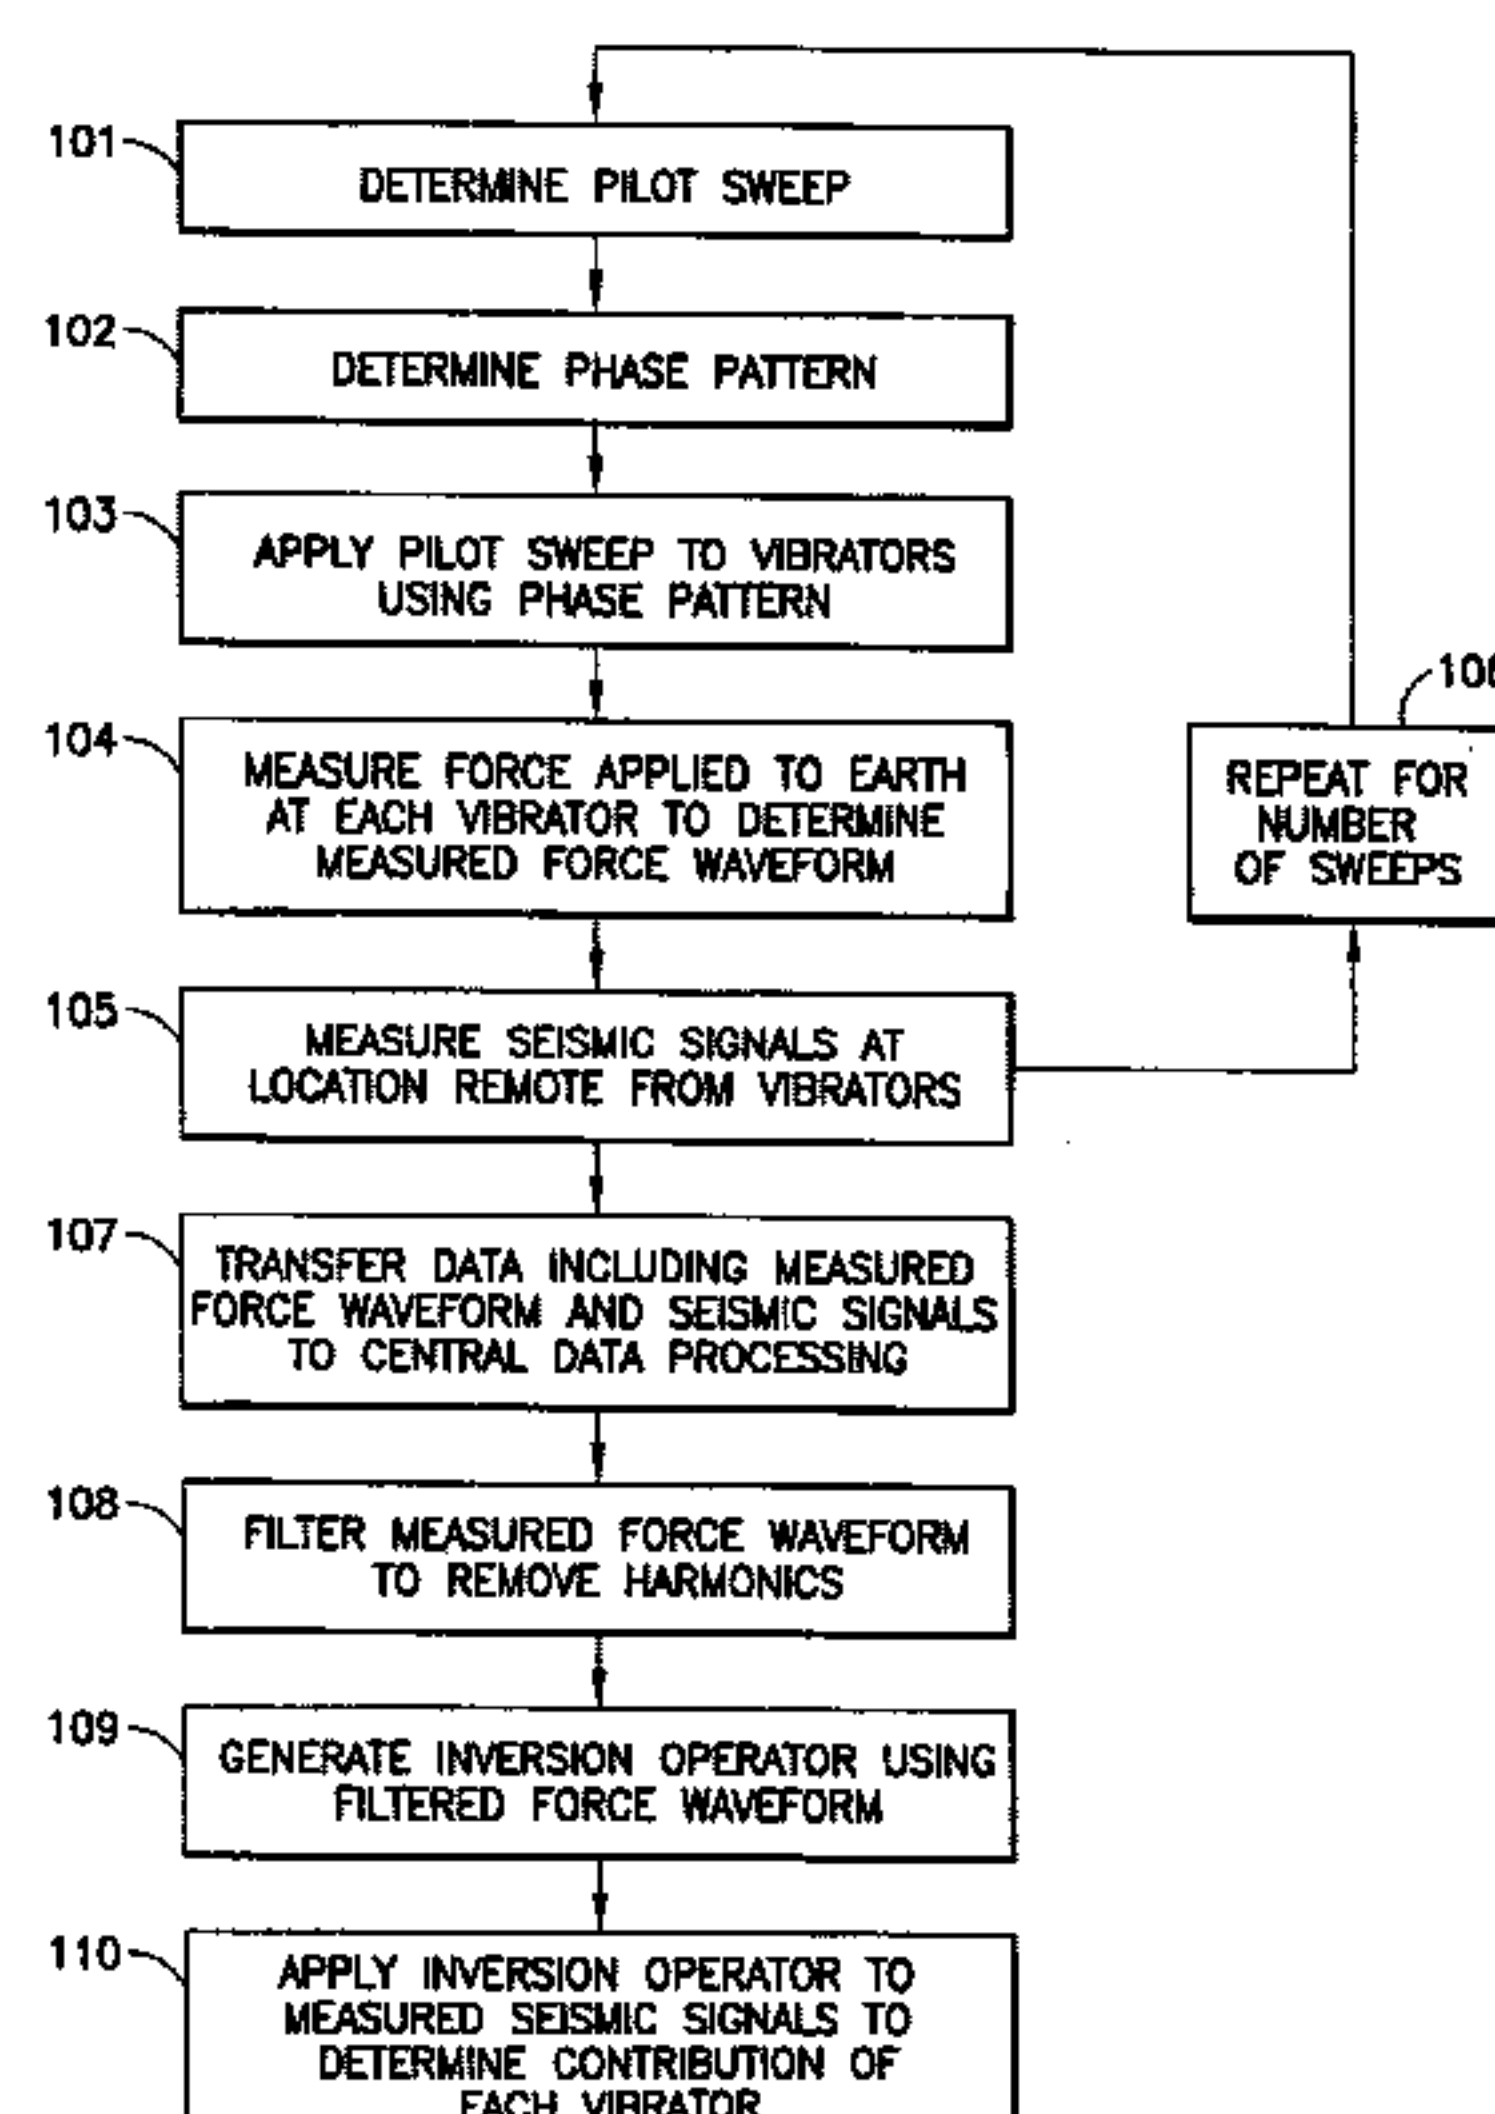 101
DETERMINE PILOT SWEEP
102
DETERMINE PHASE PATTERN
103
APPLY PILOT SWEEP TO VIBRATORS
USING PHASE PATTERN
104
MEASURE FORCE APPLIED TO EARTH
AT EACH VIBRATOR TO DETERMINE
MEASURED FORCE WAVEFORM
REPEAT FOR
NUMBER
OF SWEEPS
105
MEASURE SEISMIC SIGNALS AT
LOCATION REMOTE FROM VIBRATORS
107
TRANSFER DATA INCLUDING MEASURED
FORCE WAVEFORM AND SEISMIC SIGNALS
TO CENTRAL DATA PROCESSING
108
FILTER MEASURED FORCE WAVEFORM
TO REMOVE HARMONICS
109
GENERATE INVERSION OPERATOR USING
FILTERED FORCE WAVEFORM
110
APPLY INVERSION OPERATOR TO
MEASURED SEISMIC SIGNALS TO
DETERMINE CONTRIBUTION OF
EACH VIBRATOR